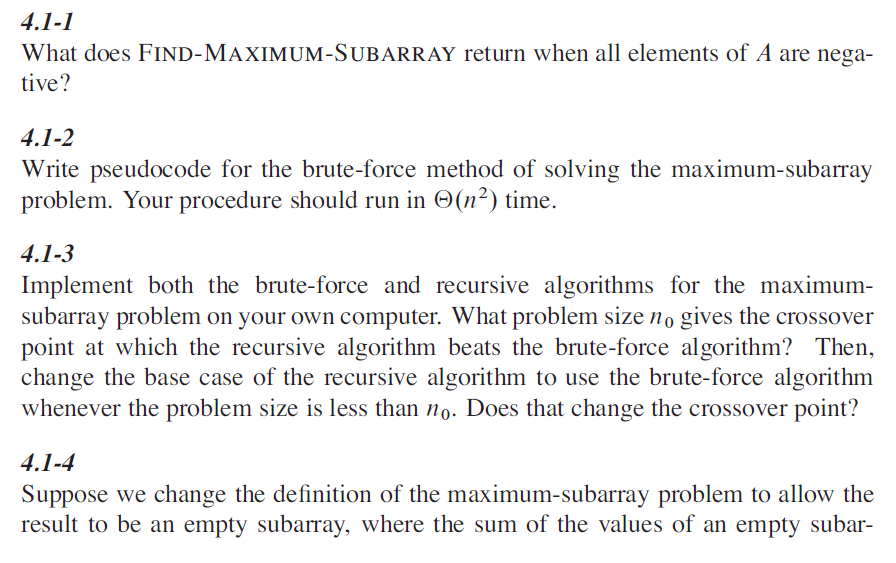 4.1-1
What does FIND-MAXIMUM-SUBARRAY return when all elements of A are nega-
tive?
4.1-2
Write pseudocode for the brute-force method of solving the maximum-subarray
problem. Your procedure should run in Θ(n²) time.
4.1-3
Implement both the brute-force and recursive algorithms for the maximum-
subarray problem on your own computer. What problem size n₀ gives the crossover
point at which the recursive algorithm beats the brute-force algorithm? Then,
change the base case of the recursive algorithm to use the brute-force algorithm
whenever the problem size is less than n₀. Does that change the crossover point?
4.1-4
Suppose we change the definition of the maximum-subarray problem to allow the
result to be an empty subarray, where the sum of the values of an empty subar-